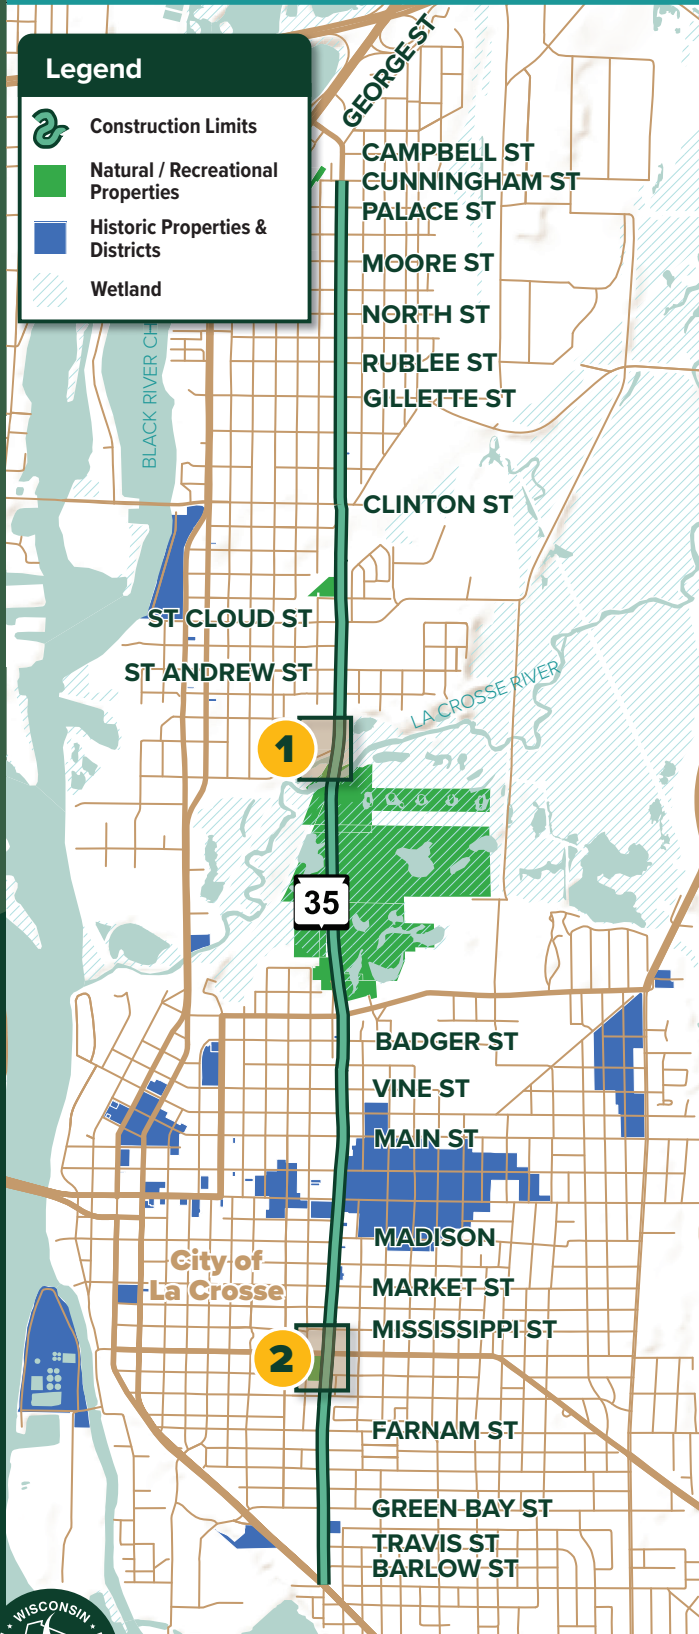 GEORGE ST
Legend
Construction Limits
Natural / Recreational
Properties
Historic Properties &
Districts
Wetland
CAMPBELL ST
CUNNINGHAM ST
PALACE ST
MOORE ST
NORTH ST
RUBLEE ST
GILLETTE ST
BLACK RIVER CH
CLINTON ST
ST CLOUD ST
ST ANDREW ST
LA CROSSE RIVER
1
35
BADGER ST
VINE ST
MAIN ST
MADISON
City of
La Crosse
MARKET ST
MISSISSIPPI ST
2
FARNAM ST
GREEN BAY ST
TRAVIS ST
BARLOW ST
WISCONSIN